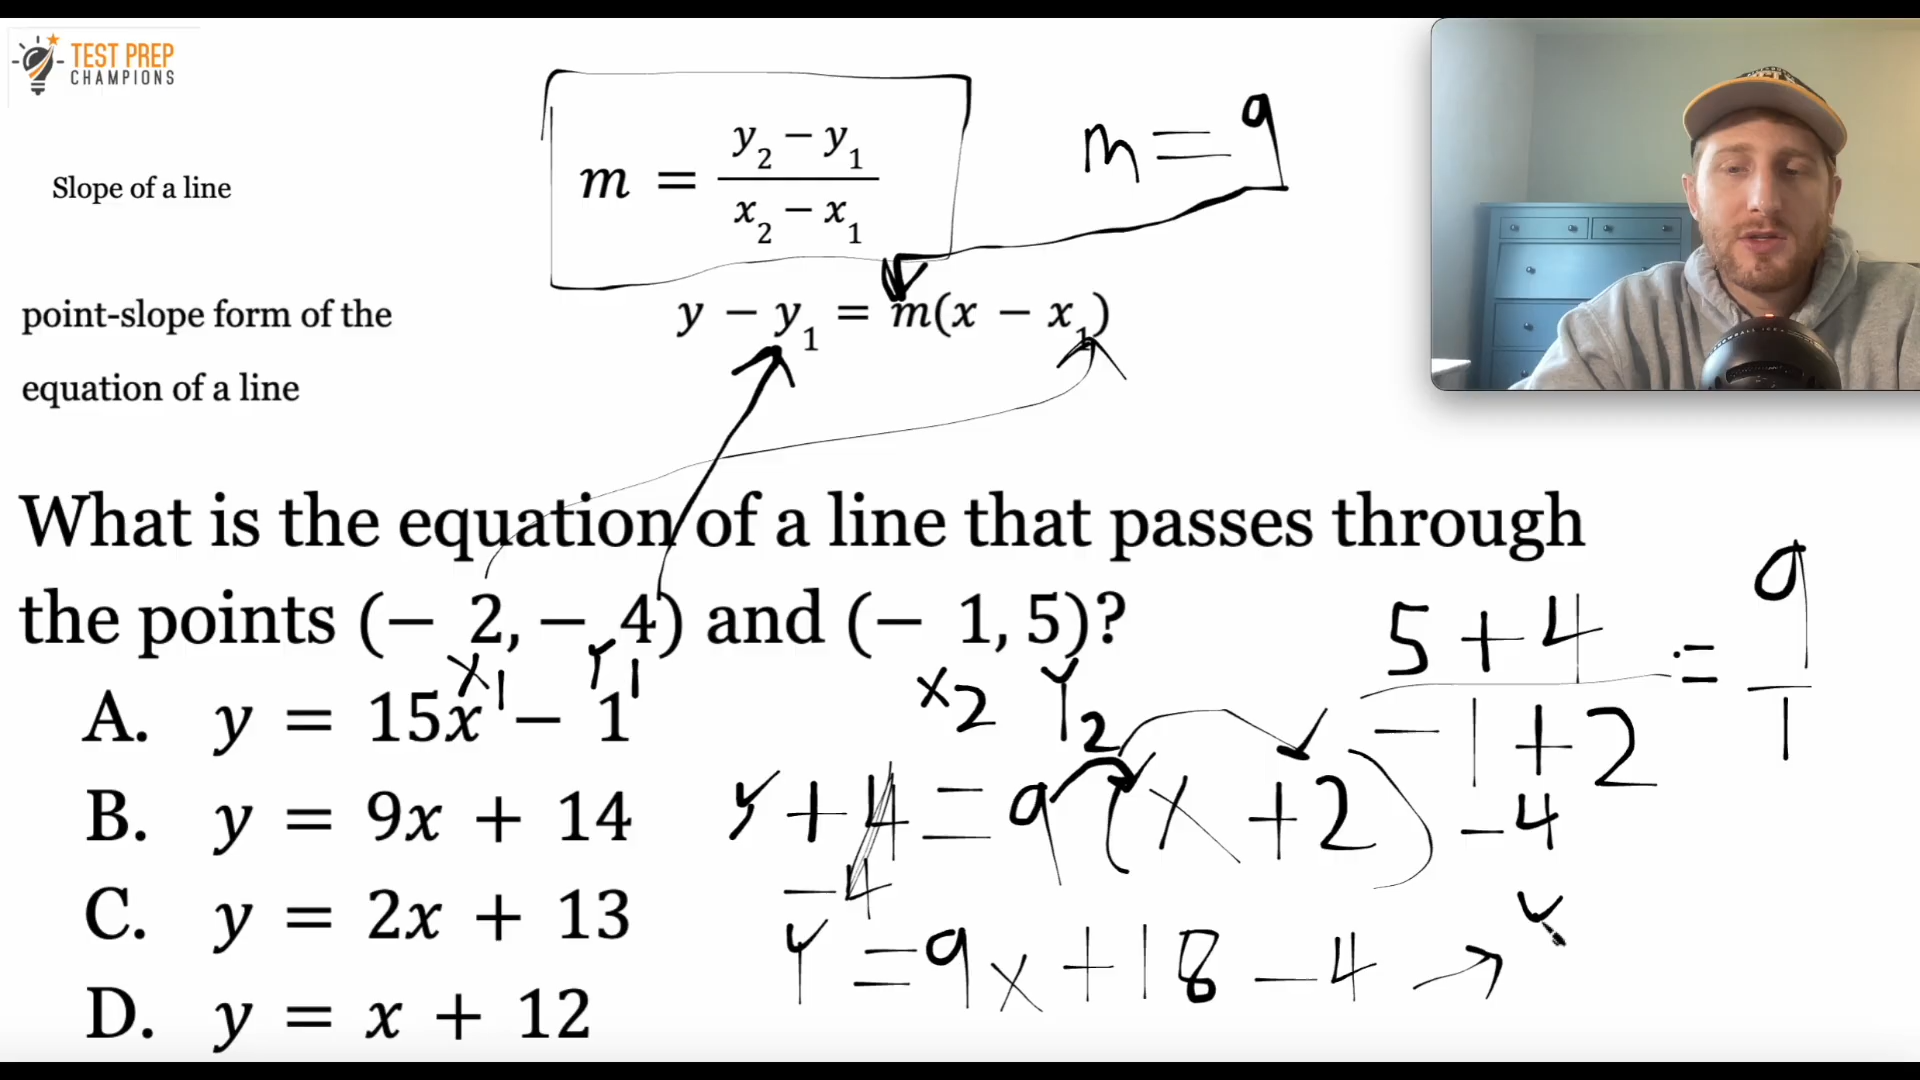 TEST PREP
CHAMPIONS
Slope of a line
m = y₂ − y₁ / x₂ − x₁
m = 9
point-slope form of the
equation of a line
y − y₁ = m(x − x₁)
What is the equation of a line that passes through
the points (− 2, − 4) and (− 1, 5)?
x1 Y1
x2 Y2
5 + 4 / −1 + 2 = 9 / 1
A. y = 15x − 1
B. y = 9x + 14
C. y = 2x + 13
D. y = x + 12
y + 4 = 9(x + 2) − 4
− 4
Y = 9x + 18 − 4 → Y